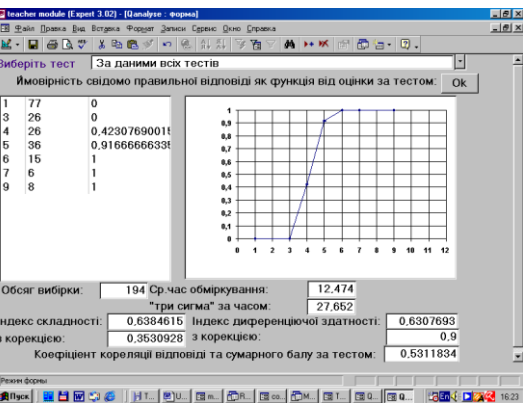 teacher module (Expert 3.02) - [Qanalyse : форма]
Файл Правка Вид Вставка Формат Записи Сервис Окно Справка
Виберіть тест За даними всіх тестів
Ймовірність свідомо правильної відповіді як функція від оцінки за тестом: Ok
1 77 0
3 26 0
4 26 0,4230769001
5 36 0,9166666633
6 15 1
7 6 1
9 8 1
1
0,9
0,8
0,7
0,6
0,5
0,4
0,3
0,2
0,1
0
0 1 2 3 4 5 6 7 8 9 10 11 12
Обсяг вибірки: 194 Ср.час обміркування: 12,474
"три сигма" за часом: 27,652
ндекс складності: 0,6384615 Індекс диференціючої здатності: 0,6307693
з корекцією: 0,3530928 з корекцією: 0,9
Коефіцієнт кореляції відповіді та сумарного балу за тестом: 0,5311834
Режим формы
Пуск En 16:23